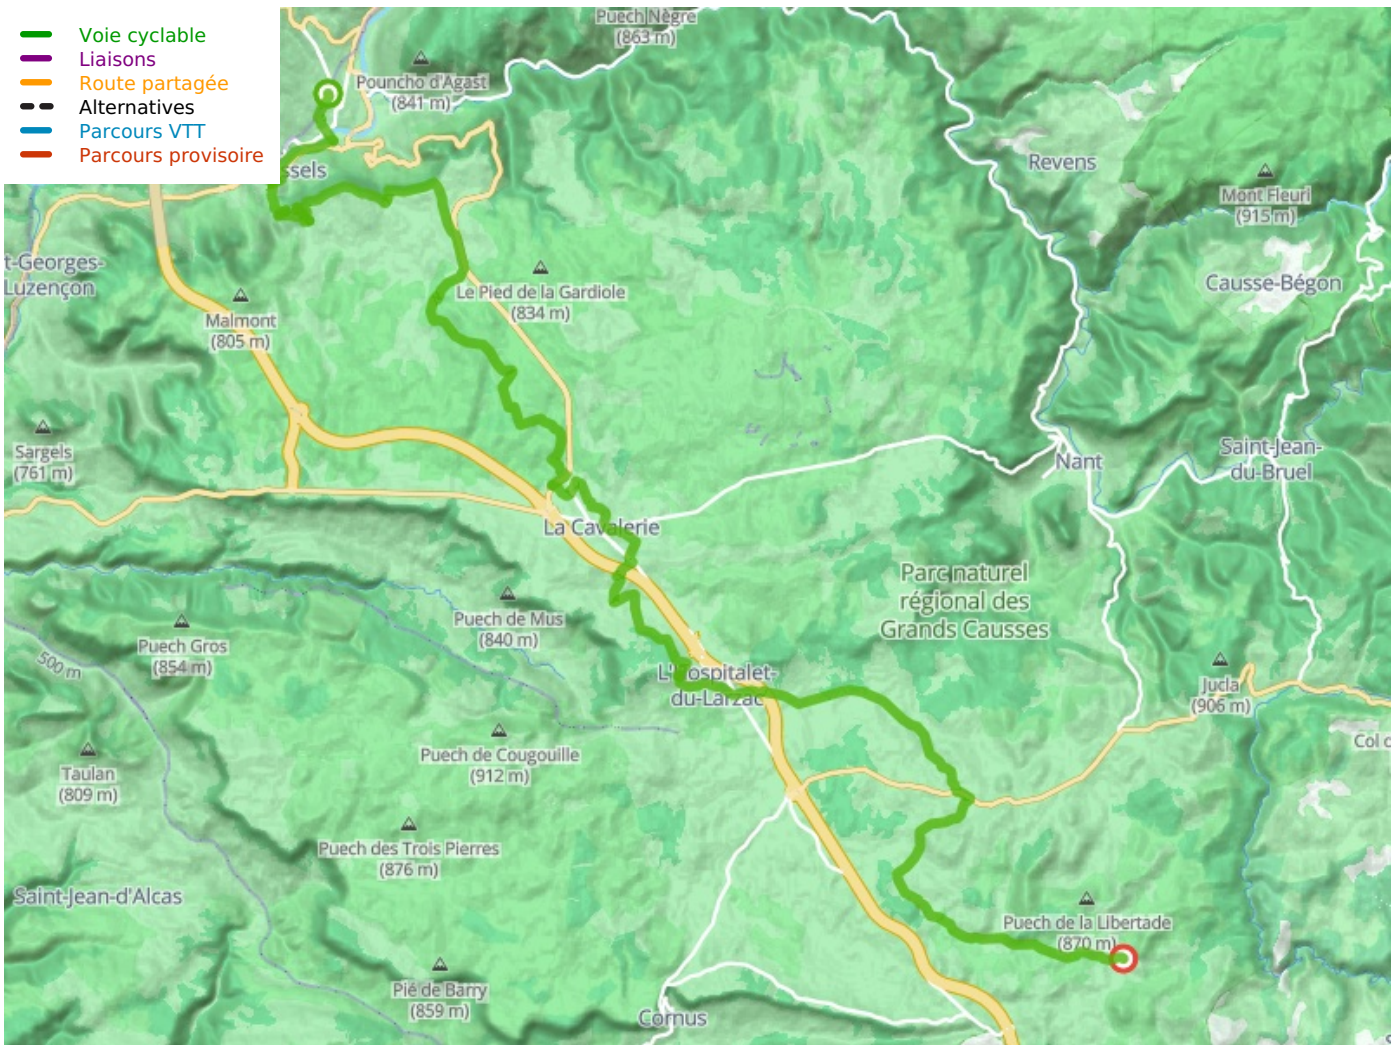 Voie cyclable
Liaisons
Route partagée
Alternatives
Parcours VTT
Parcours provisoire
Puech Nègre
(863 m)
Pouncho d'Agast
(841 m)
ssels
Revens
Mont Fleuri
(915 m)
t-Georges-
Luzençon
Causse-Bégon
Le Pied de la Gardiole
(834 m)
Malmont
(805 m)
Sargels
(761 m)
Nant
Saint-Jean-
du-Bruel
La Cavalerie
Parc naturel
régional des
Grands Causses
Puech de Mus
(840 m)
Puech Gros
(854 m)
500 m
L'Hospitalet-
du-Larzac
Jucla
(906 m)
Col d
Puech de Cougouille
(912 m)
Taulan
(809 m)
Puech des Trois Pierres
(876 m)
Saint-Jean-d'Alcas
Puech de la Libertade
(870 m)
Pié de Barry
(859 m)
Cornus